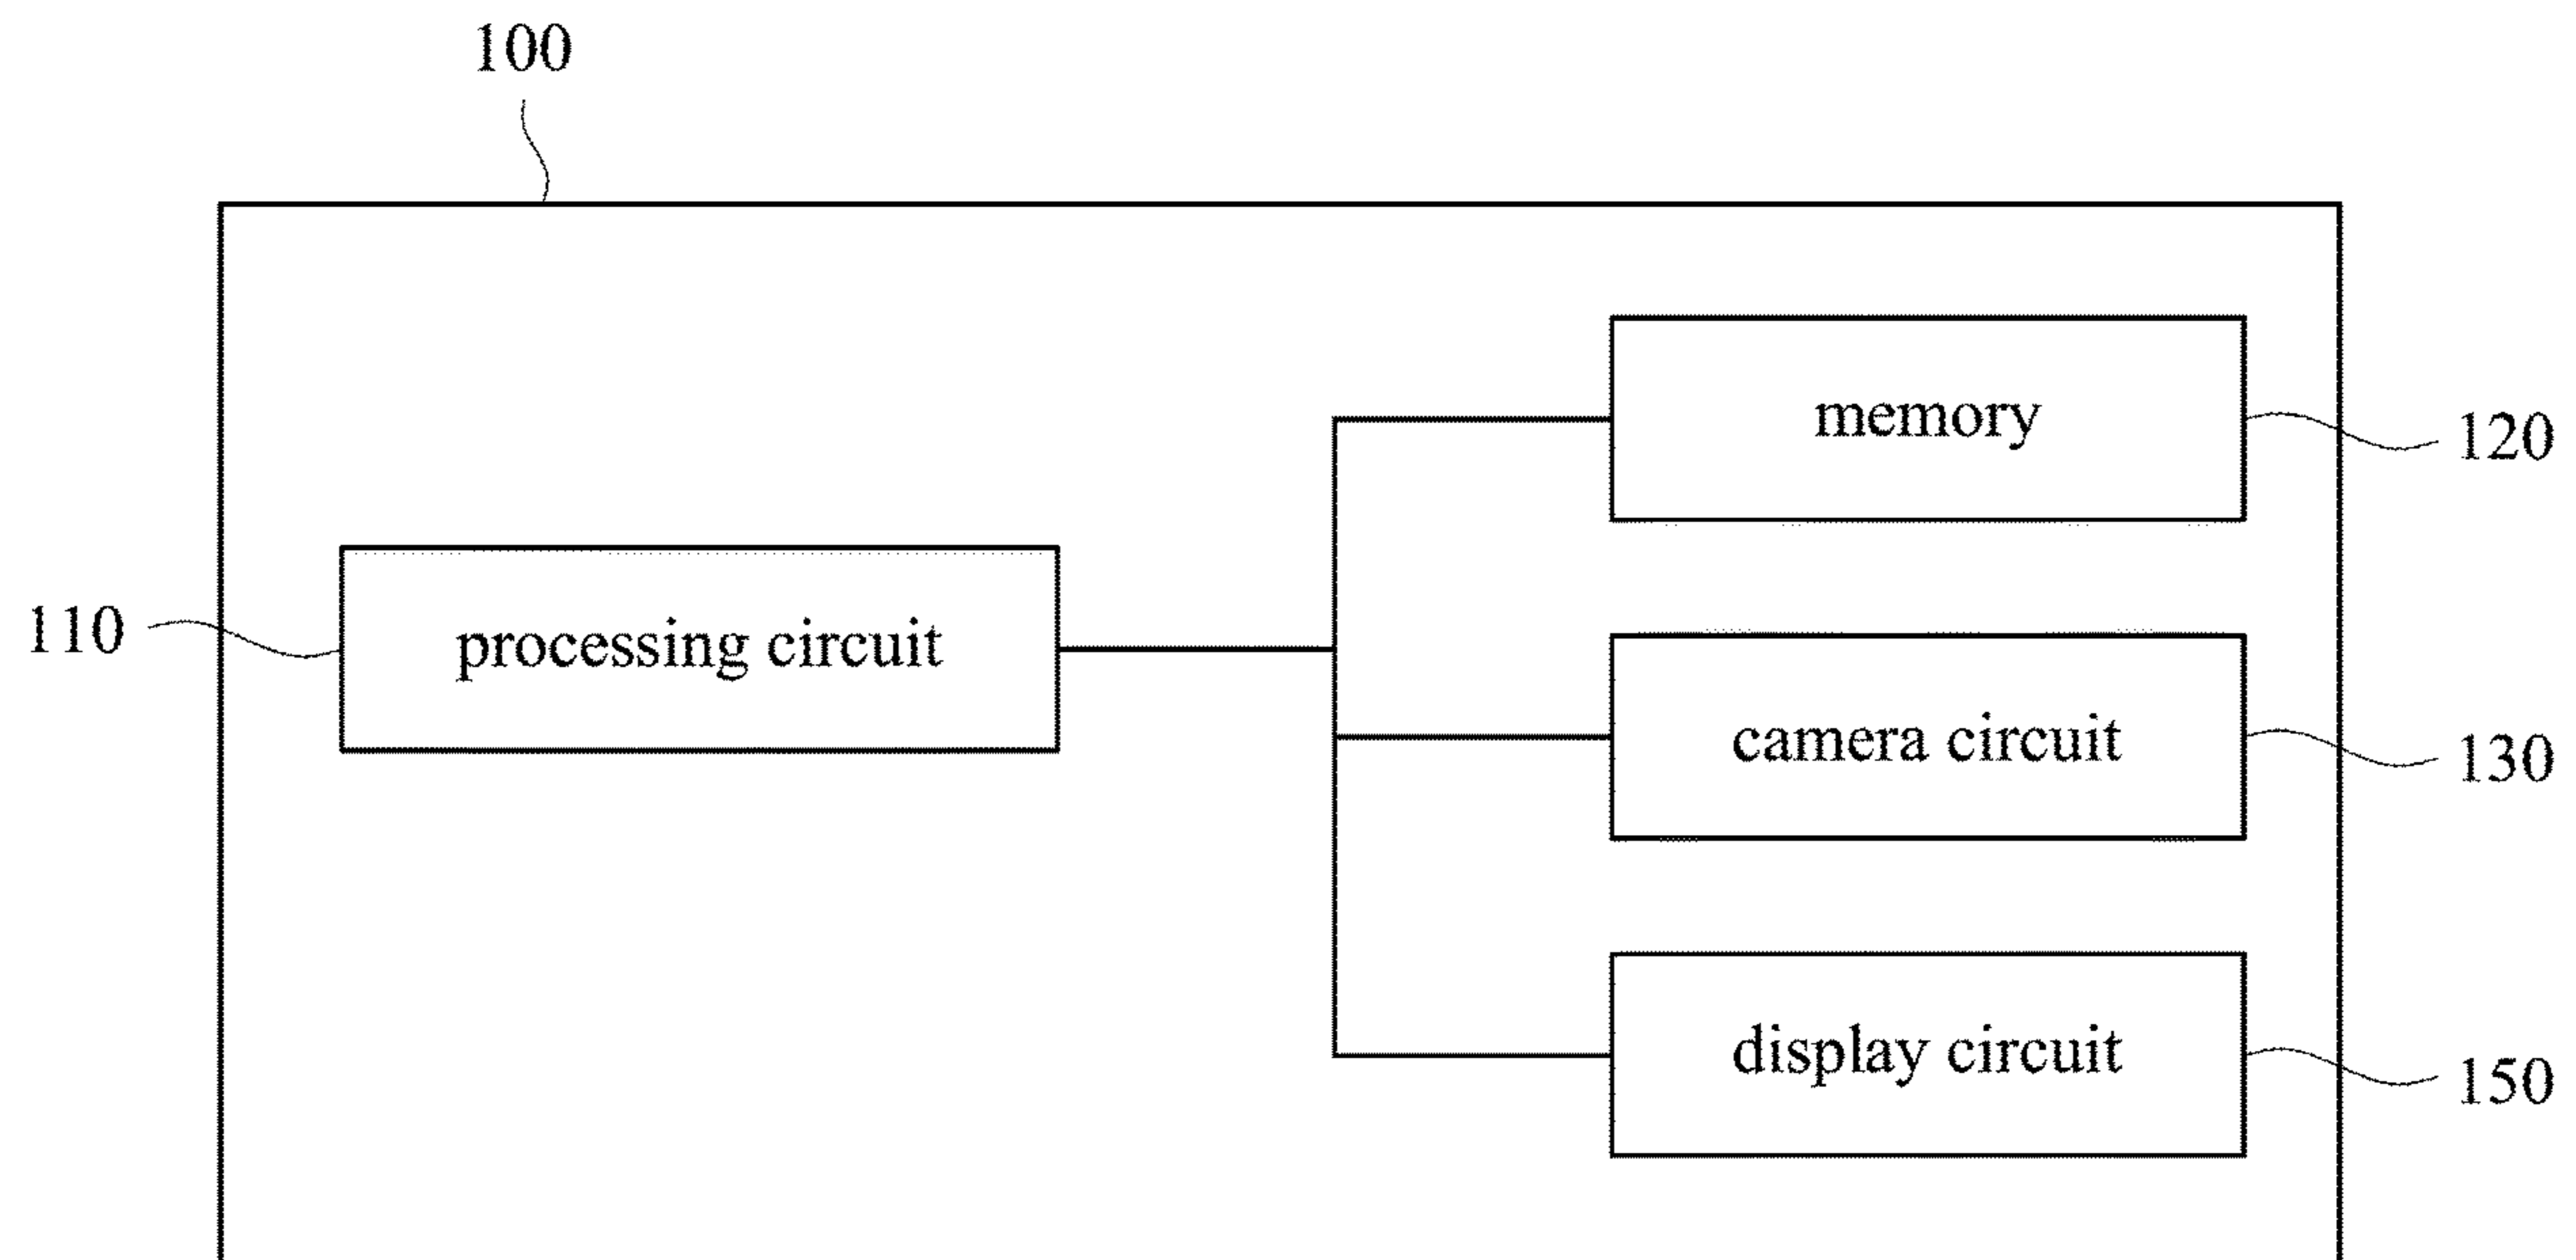 100
memory
120
110
processing circuit
camera circuit
130
display circuit
150